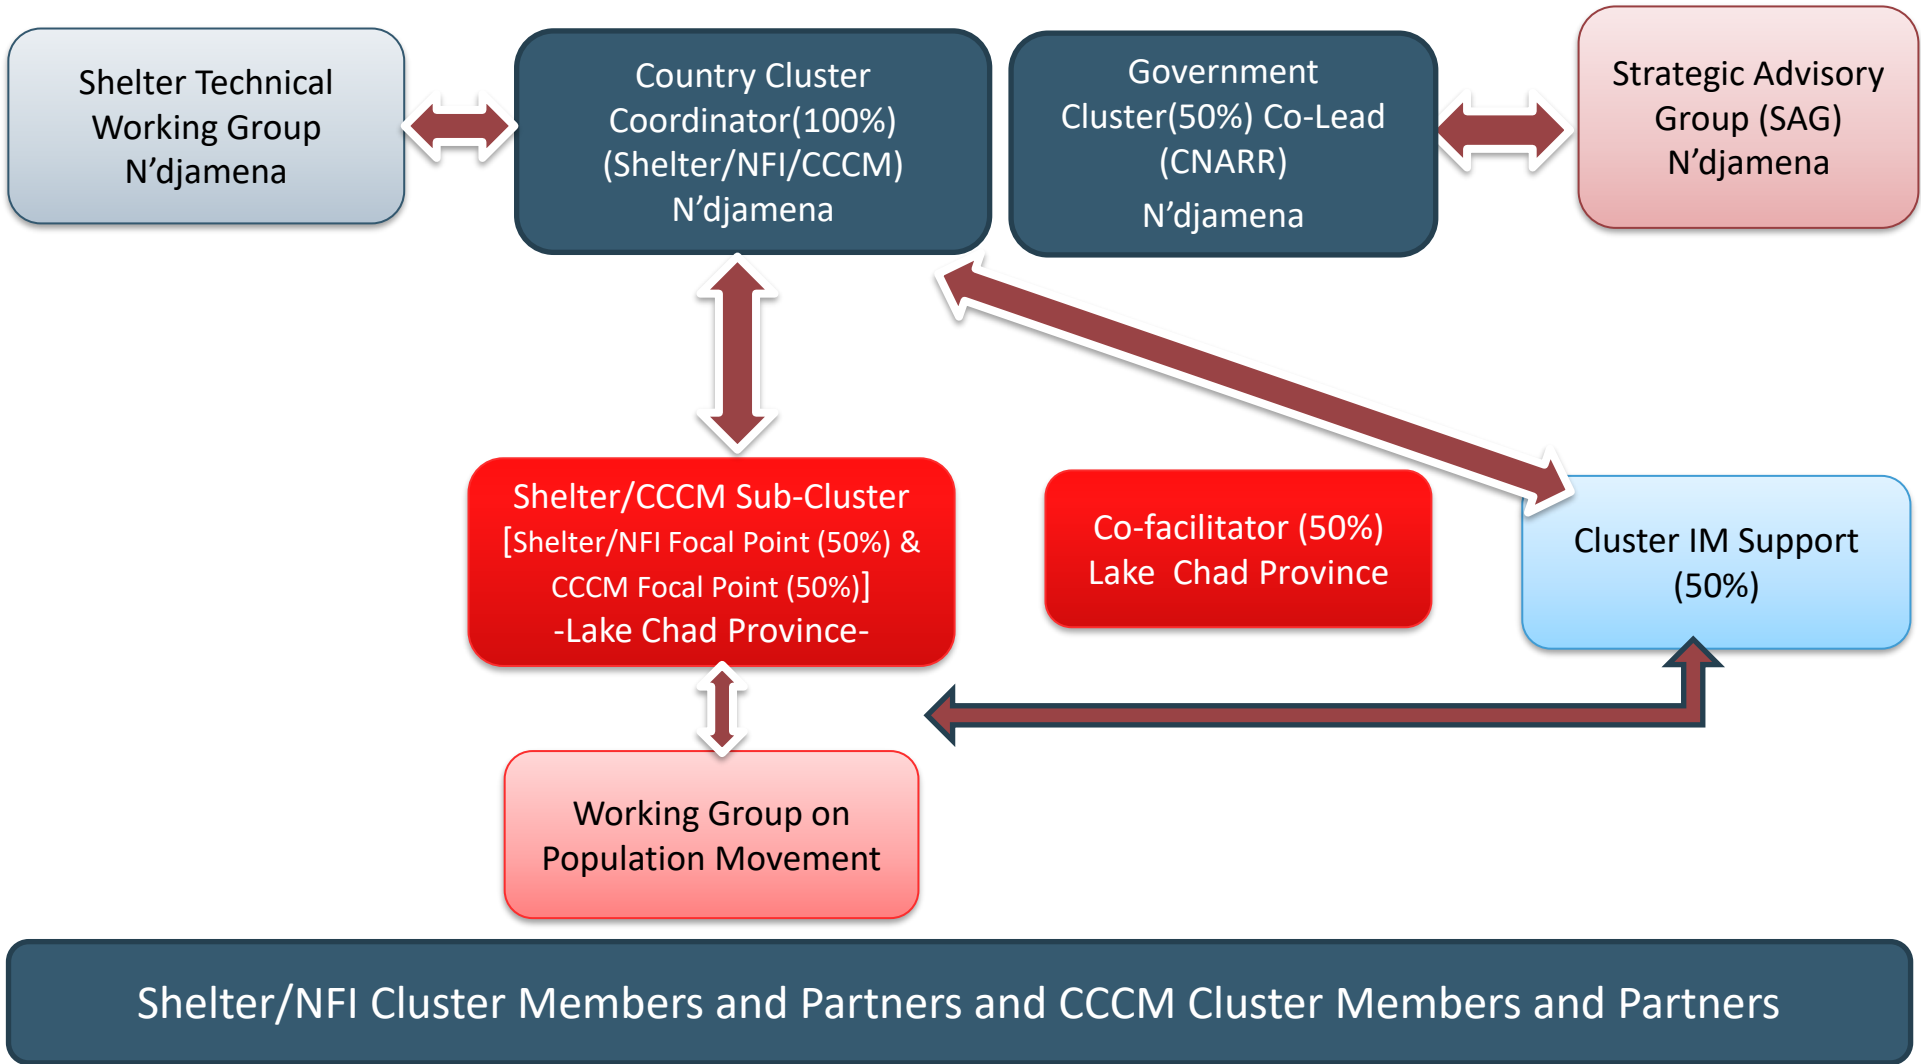 Shelter Technical
Working Group
N’djamena
Country Cluster
Coordinator(100%)
(Shelter/NFI/CCCM)
N’djamena
Government
Cluster(50%) Co-Lead
(CNARR)
N’djamena
Strategic Advisory
Group (SAG)
N’djamena
Shelter/CCCM Sub-Cluster
[Shelter/NFI Focal Point (50%) &
CCCM Focal Point (50%)]
-Lake Chad Province-
Co-facilitator (50%)
Lake Chad Province
Cluster IM Support
(50%)
Working Group on
Population Movement
Shelter/NFI Cluster Members and Partners and CCCM Cluster Members and Partners